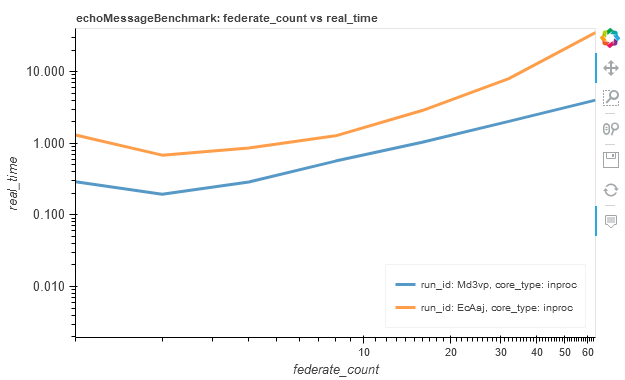 echoMessageBenchmark: federate_count vs real_time
10.000
1.000
0.100
0.010
real_time
run_id: Md3vp, core_type: inproc
run_id: EcAaj, core_type: inproc
10
20
30
40
50
60
federate_count